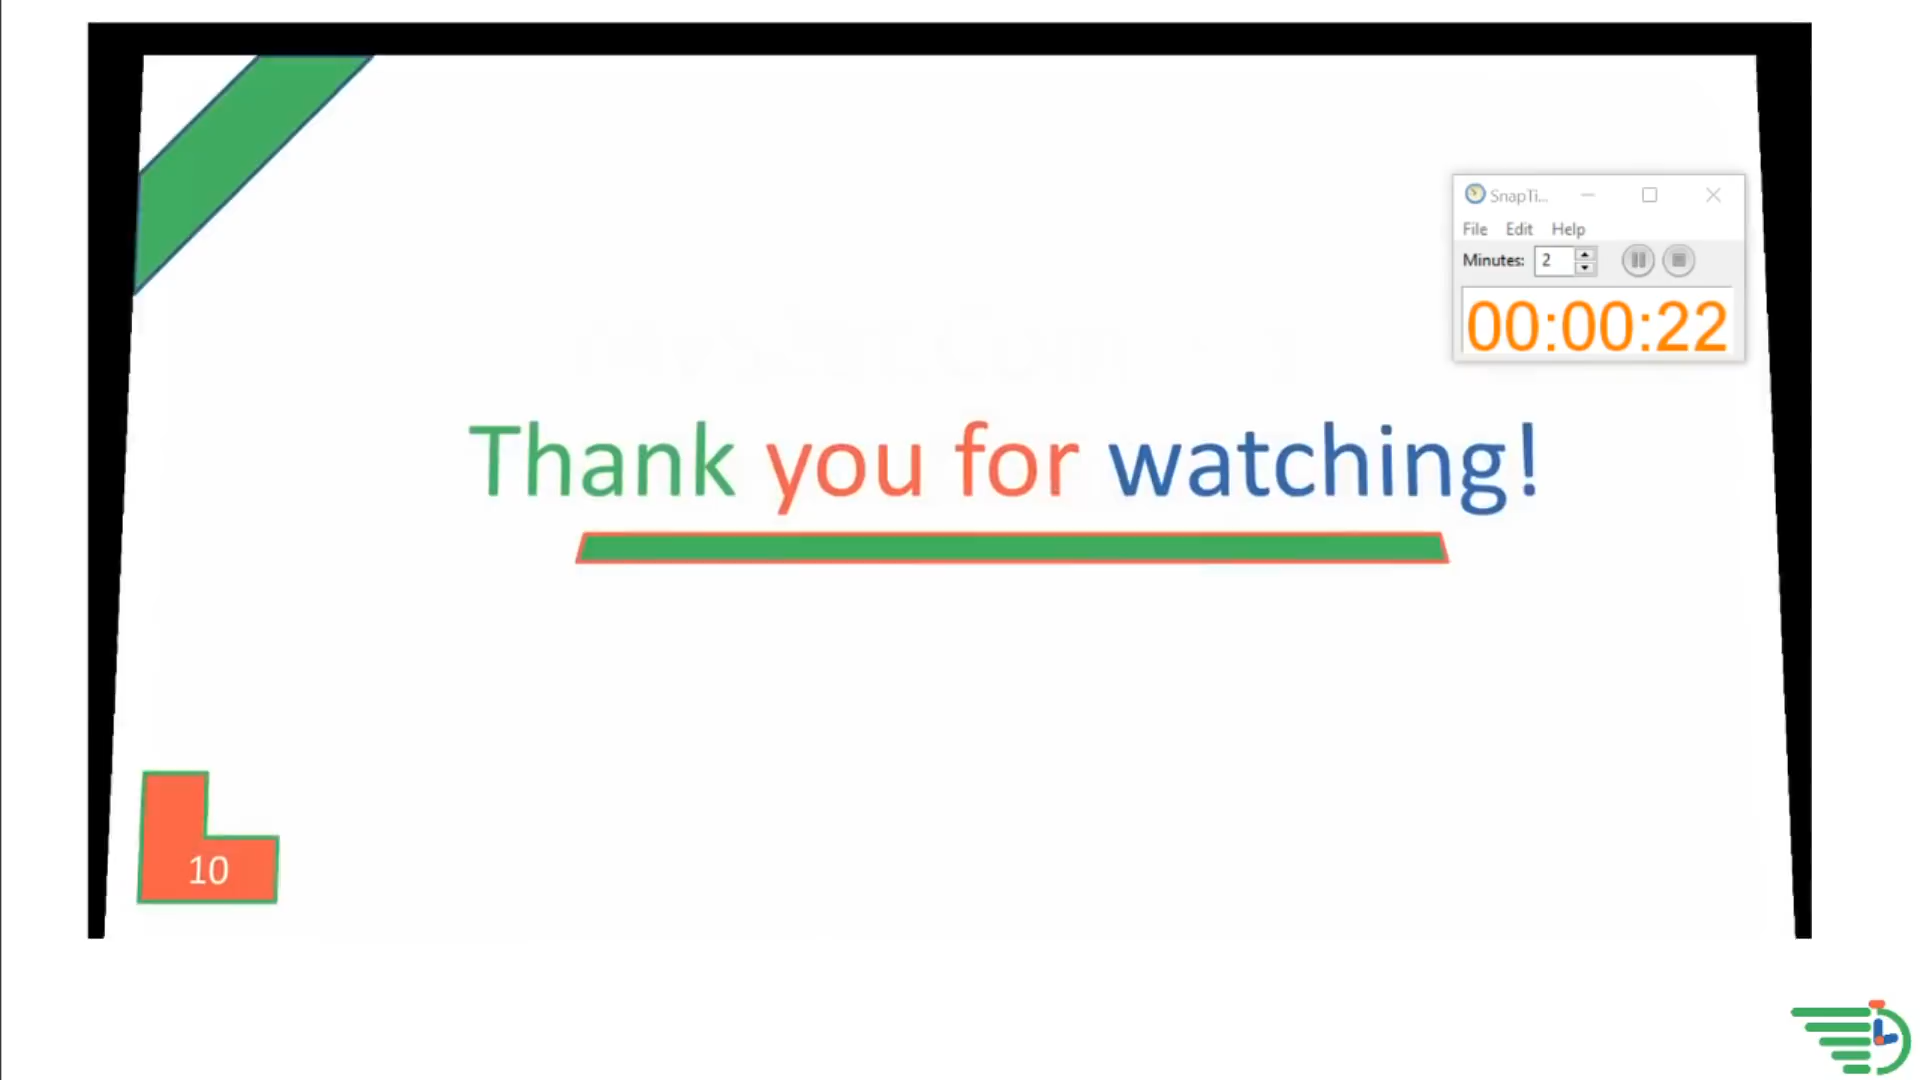 SnapTi...
File Edit Help
Minutes: 2
00:00:22
Thank you for watching!
10